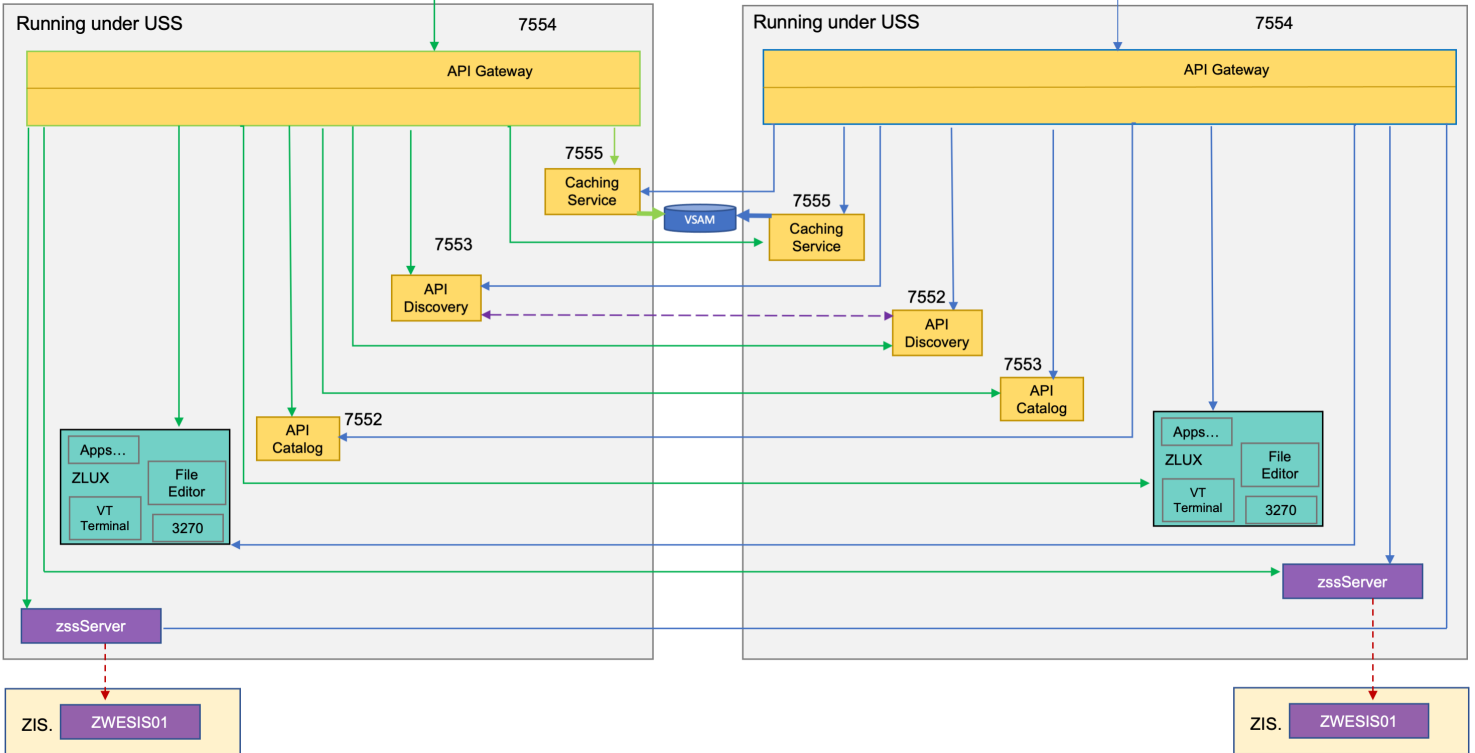 Running under USS
7554
API Gateway
7555
Caching
Service
7553
API
Discovery
API
Catalog
7552
Apps...
ZLUX
File
Editor
VT
Terminal
3270
zssServer
ZIS.
ZWESIS01
VSAM
Running under USS
7554
API Gateway
7555
Caching
Service
7552
API
Discovery
7553
API
Catalog
Apps...
ZLUX
File
Editor
VT
Terminal
3270
zssServer
ZIS.
ZWESIS01